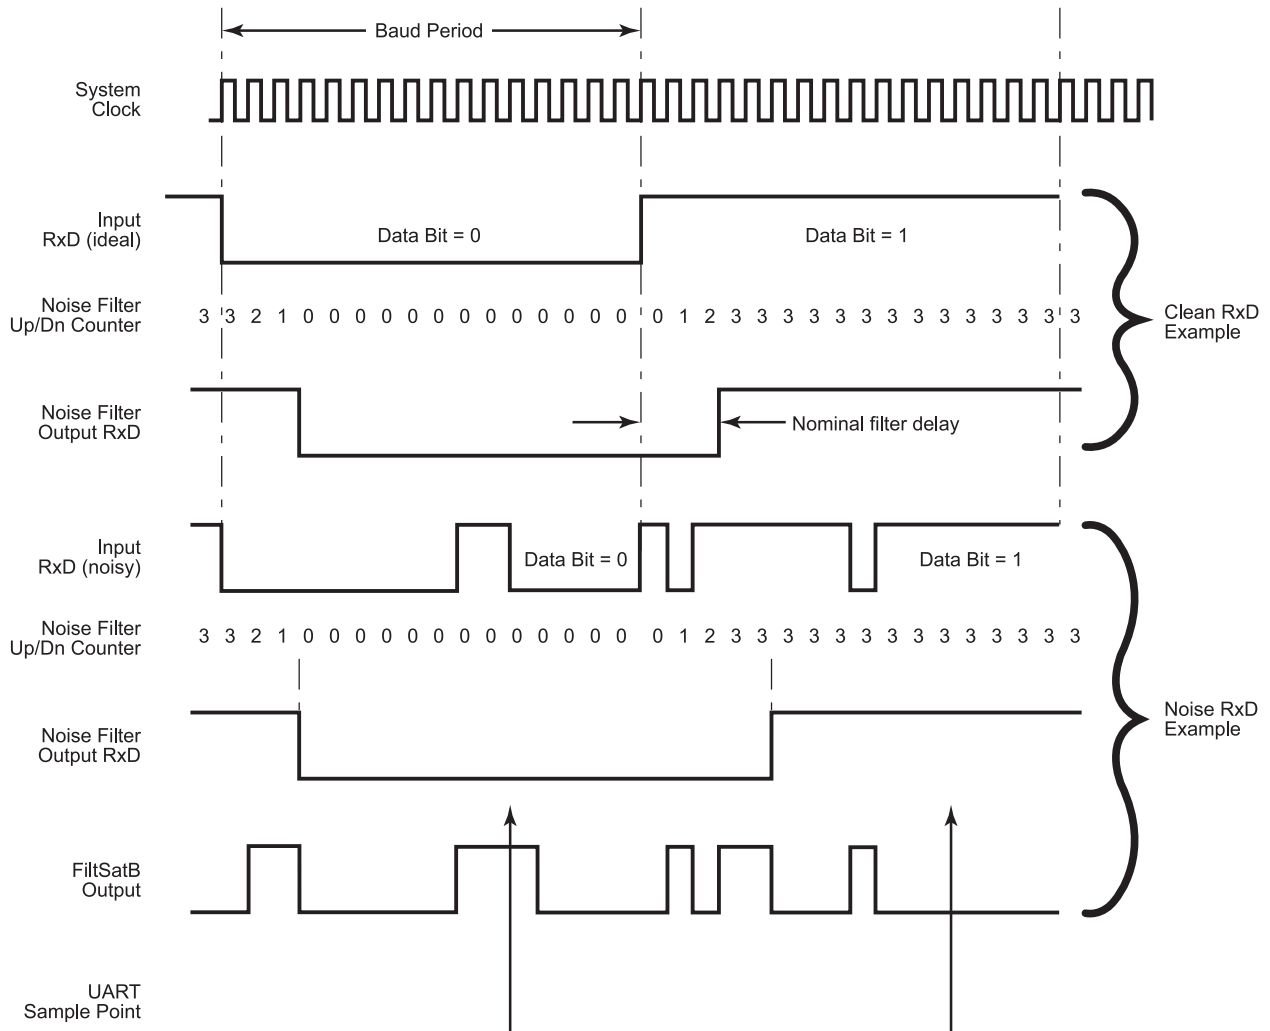 Baud Period
System
Clock
Input
RxD (ideal)
Data Bit = 0
Data Bit = 1
Noise Filter
Up/Dn Counter
3 3 2 1 0 0 0 0 0 0 0 0 0 0 0 0 0 0 1 2 3 3 3 3 3 3 3 3 3 3 3 3 3 3
Clean RxD
Example
Noise Filter
Output RxD
Nominal filter delay
Input
RxD (noisy)
Data Bit = 0
Data Bit = 1
Noise Filter
Up/Dn Counter
3 3 2 1 0 0 0 0 0 0 0 0 0 0 0 0 0 0 1 2 3 3 3 3 3 3 3 3 3 3 3 3 3 3
Noise Filter
Output RxD
Noise RxD
Example
FiltSatB
Output
UART
Sample Point